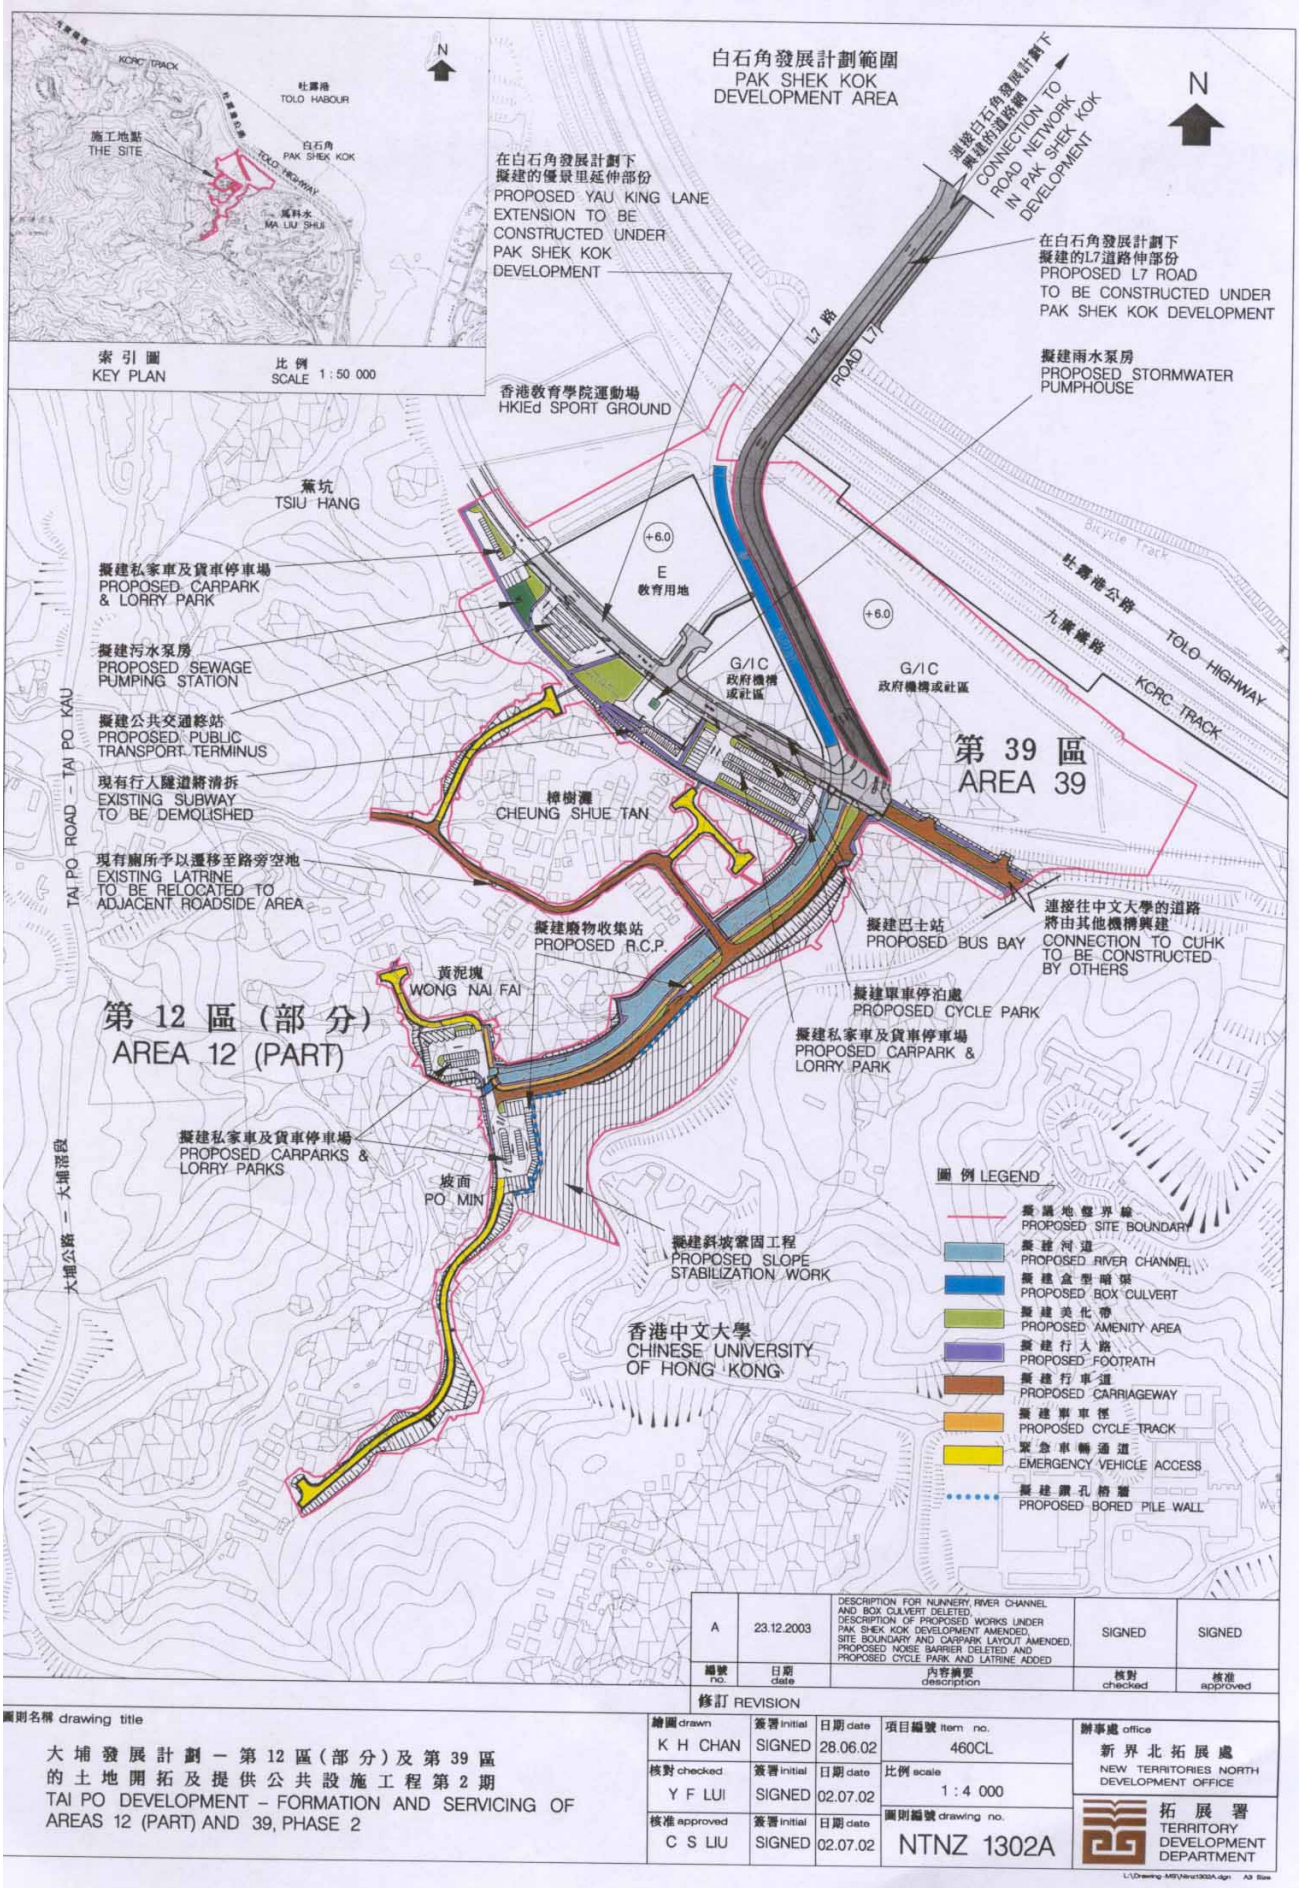 KCRC TRACK
吐露港
TOLO HABOUR
施工地點
THE SITE
白石角
PAK SHEK KOK
吐露港公路
TOLO HIGHWAY
馬料水
MA LIU SHUI
N
索引圖
KEY PLAN
比例
SCALE 1 : 50 000
白石角發展計劃範圍
PAK SHEK KOK
DEVELOPMENT AREA
N
連接白石角發展計劃下
興建的道路網
CONNECTION TO
ROAD NETWORK
IN PAK SHEK KOK
DEVELOPMENT
在白石角發展計劃下
擬建的優景里延伸部份
PROPOSED YAU KING LANE
EXTENSION TO BE
CONSTRUCTED UNDER
PAK SHEK KOK
DEVELOPMENT
在白石角發展計劃下
擬建的L7道路伸部份
PROPOSED L7 ROAD
TO BE CONSTRUCTED UNDER
PAK SHEK KOK DEVELOPMENT
L7 路
ROAD L7
擬建雨水泵房
PROPOSED STORMWATER
PUMPHOUSE
香港教育學院運動場
HKIEd SPORT GROUND
蕉坑
TSIU HANG
Bicycle Track
吐露港公路
TOLO HIGHWAY
九廣鐵路
KCRC TRACK
+6.0
E
教育用地
+6.0
G/IC
政府機構
或社區
G/IC
政府機構或社區
擬建私家車及貨車停車場
PROPOSED CARPARK
& LORRY PARK
擬建污水泵房
PROPOSED SEWAGE
PUMPING STATION
擬建公共交通終站
PROPOSED PUBLIC
TRANSPORT TERMINUS
現有行人隧道將清拆
EXISTING SUBWAY
TO BE DEMOLISHED
現有廁所予以遷移至路旁空地
EXISTING LATRINE
TO BE RELOCATED TO
ADJACENT ROADSIDE AREA
TAI PO ROAD - TAI PO KAU
大埔公路 - 大埔滘段
樟樹灘
CHEUNG SHUE TAN
第 39 區
AREA 39
擬建廢物收集站
PROPOSED R.C.P.
擬建巴士站
PROPOSED BUS BAY
連接往中文大學的道路
將由其他機構興建
CONNECTION TO CUHK
TO BE CONSTRUCTED
BY OTHERS
黃泥塊
WONG NAI FAI
擬建單車停泊處
PROPOSED CYCLE PARK
第 12 區 (部 分)
AREA 12 (PART)
擬建私家車及貨車停車場
PROPOSED CARPARK &
LORRY PARK
擬建私家車及貨車停車場
PROPOSED CARPARKS &
LORRY PARKS
坡面
PO MIN
擬建斜坡鞏固工程
PROPOSED SLOPE
STABILIZATION WORK
香港中文大學
CHINESE UNIVERSITY
OF HONG KONG
圖 例 LEGEND
擬議地盤界線
PROPOSED SITE BOUNDARY
擬建河道
PROPOSED RIVER CHANNEL
擬建盒型暗渠
PROPOSED BOX CULVERT
擬建美化帶
PROPOSED AMENITY AREA
擬建行人路
PROPOSED FOOTPATH
擬建行車道
PROPOSED CARRIAGEWAY
擬建單車徑
PROPOSED CYCLE TRACK
緊急車輛通道
EMERGENCY VEHICLE ACCESS
擬建鑽孔樁牆
PROPOSED BORED PILE WALL
A
23.12.2003
DESCRIPTION FOR NUNNERY, RIVER CHANNEL
AND BOX CULVERT DELETED,
DESCRIPTION OF PROPOSED WORKS UNDER
PAK SHEK KOK DEVELOPMENT AMENDED,
SITE BOUNDARY AND CARPARK LAYOUT AMENDED,
PROPOSED NOISE BARRIER DELETED AND
PROPOSED CYCLE PARK AND LATRINE ADDED
SIGNED
SIGNED
編號
no.
日期
date
內容摘要
description
核對
checked
核准
approved
修訂 REVISION
圖則名稱 drawing title
大埔發展計劃 - 第 12 區(部分)及第 39 區
的土地開拓及提供公共設施工程第 2 期
TAI PO DEVELOPMENT - FORMATION AND SERVICING OF
AREAS 12 (PART) AND 39, PHASE 2
繪圖 drawn
K H CHAN
簽署 initial
SIGNED
日期 date
28.06.02
核對 checked
Y F LUI
簽署 initial
SIGNED
日期 date
02.07.02
核准 approved
C S LIU
簽署 initial
SIGNED
日期 date
02.07.02
項目編號 item no.
460CL
比例 scale
1 : 4 000
圖則編號 drawing no.
NTNZ 1302A
辦事處 office
新界北拓展處
NEW TERRITORIES NORTH
DEVELOPMENT OFFICE
拓展署
TERRITORY
DEVELOPMENT
DEPARTMENT
A3 Size